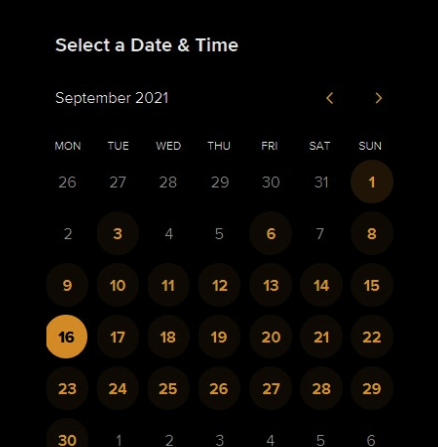 Select a Date & Time
September 2021
MON TUE WED THU FRI SAT SUN
26 27 28 29 30 31 1
2 3 4 5 6 7 8
9 10 11 12 13 14 15
16 17 18 19 20 21 22
23 24 25 26 27 28 29
30 1 2 3 4 5 6